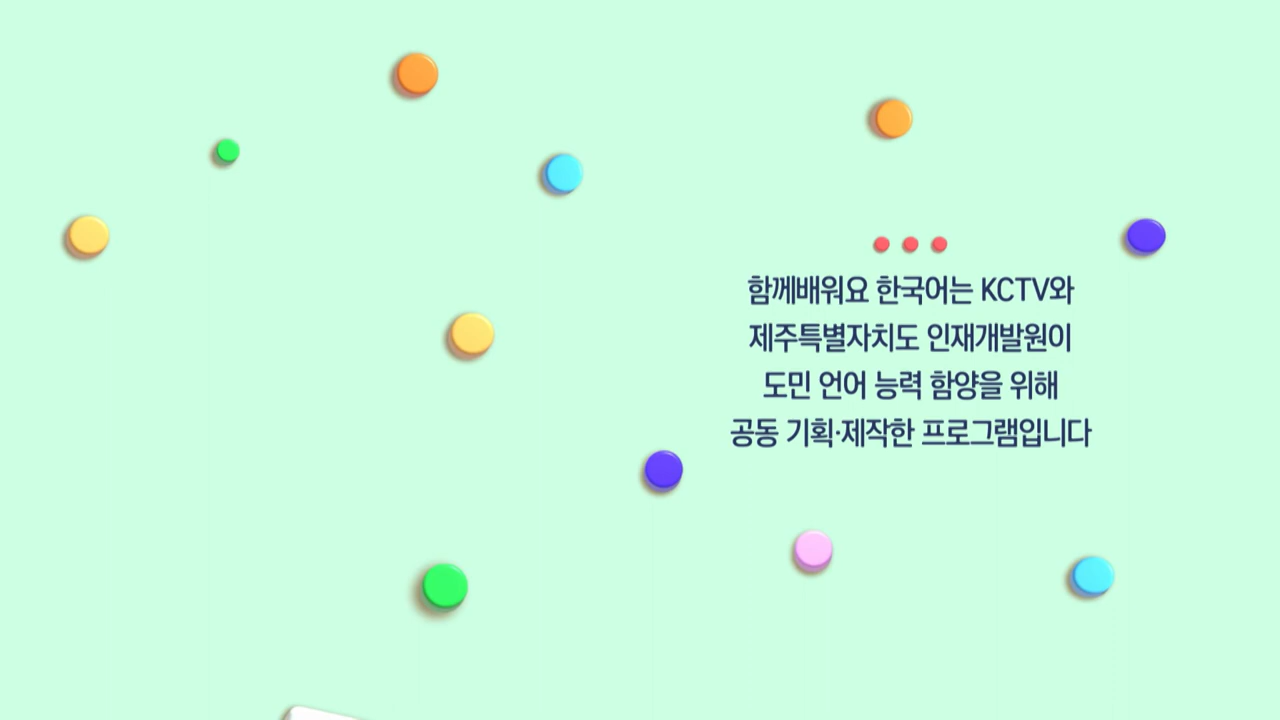 함께배워요 한국어는 KCTV와
제주특별자치도 인재개발원이
도민 언어 능력 함양을 위해
공동 기획·제작한 프로그램입니다